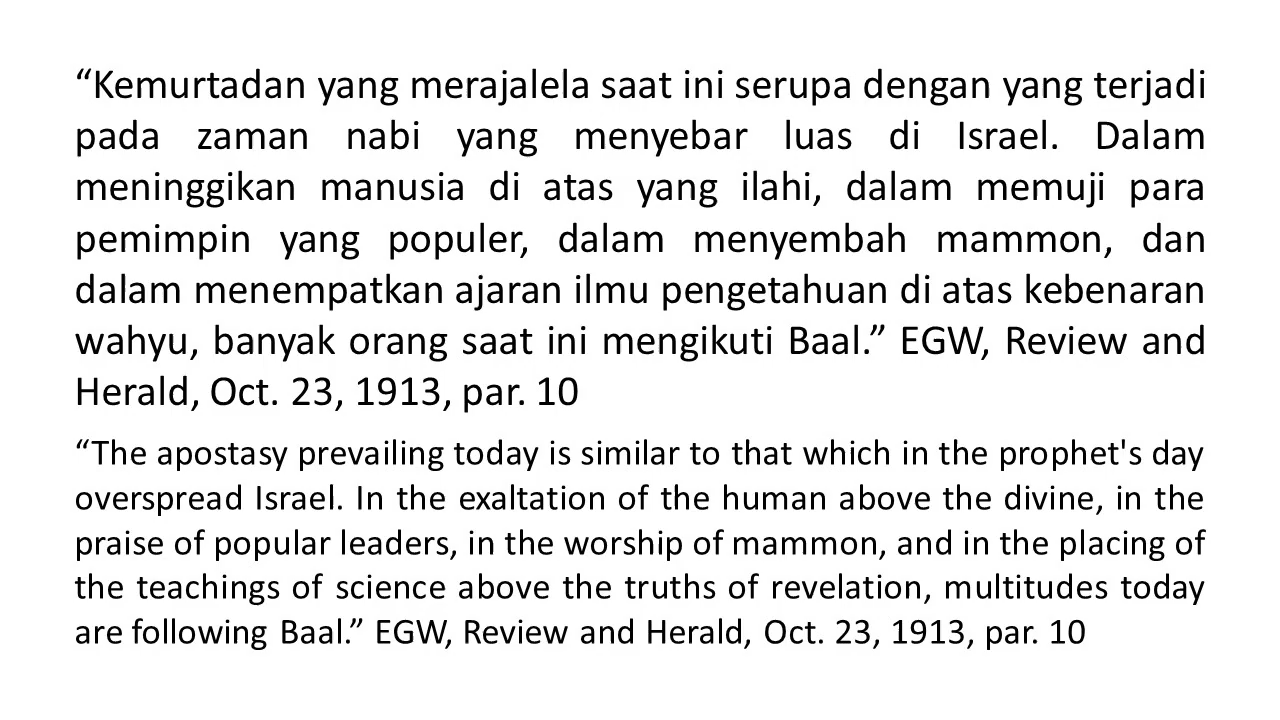 “Kemurtadan yang merajalela saat ini serupa dengan yang terjadi
pada zaman nabi yang menyebar luas di Israel. Dalam
meninggikan manusia di atas yang ilahi, dalam memuji para
pemimpin yang populer, dalam menyembah mammon, dan
dalam menempatkan ajaran ilmu pengetahuan di atas kebenaran
wahyu, banyak orang saat ini mengikuti Baal.” EGW, Review and
Herald, Oct. 23, 1913, par. 10
“The apostasy prevailing today is similar to that which in the prophet's day
overspread Israel. In the exaltation of the human above the divine, in the
praise of popular leaders, in the worship of mammon, and in the placing of
the teachings of science above the truths of revelation, multitudes today
are following Baal.” EGW, Review and Herald, Oct. 23, 1913, par. 10